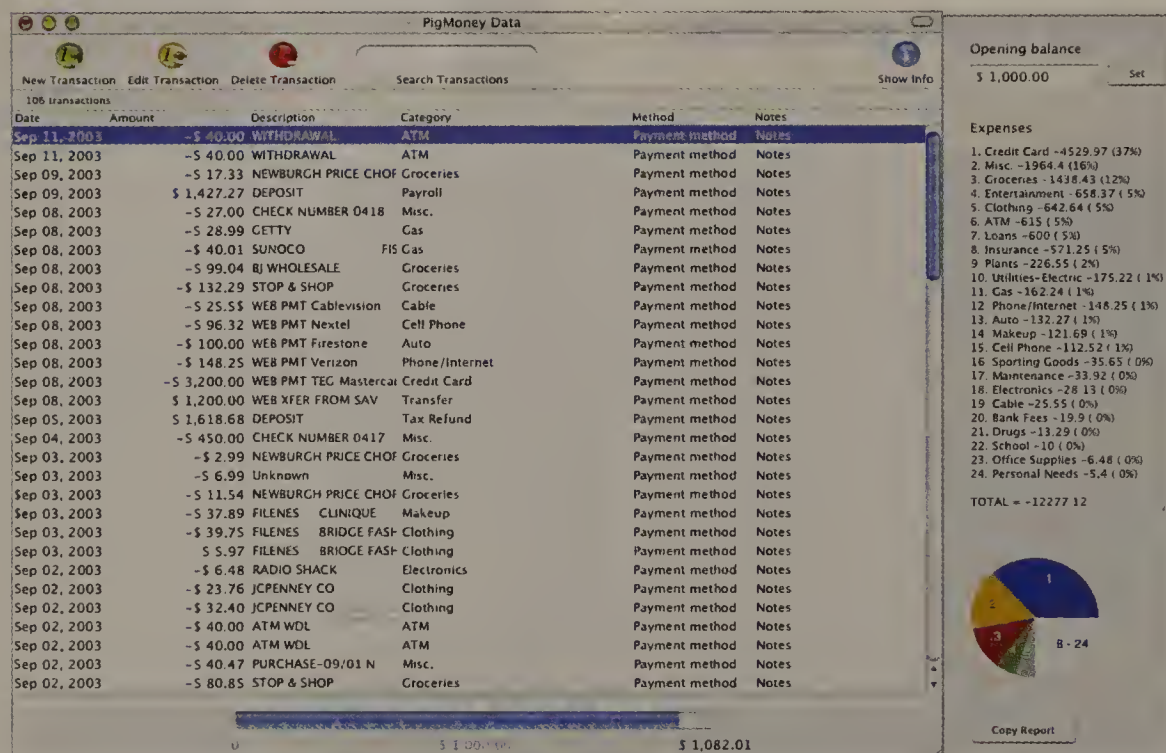 PigMoney Data
New Transaction Edit Transaction Delete Transaction Search Transactions Show Info
106 transactions
Date Amount Description Category Method Notes
Sep 11, 2003 -$ 40.00 WITHDRAWAL ATM Payment method Notes
Sep 11, 2003 -$ 40.00 WITHDRAWAL ATM Payment method Notes
Sep 09, 2003 -$ 17.33 NEWBURGH PRICE CHOF Groceries Payment method Notes
Sep 09, 2003 $ 1,427.27 DEPOSIT Payroll Payment method Notes
Sep 08, 2003 -$ 27.00 CHECK NUMBER 0418 Misc. Payment method Notes
Sep 08, 2003 -$ 28.99 GETTY Gas Payment method Notes
Sep 08, 2003 -$ 40.01 SUNOCO FIS Gas Payment method Notes
Sep 08, 2003 -$ 99.04 BJ WHOLESALE Groceries Payment method Notes
Sep 08, 2003 -$ 132.29 STOP & SHOP Groceries Payment method Notes
Sep 08, 2003 -$ 25.55 WEB PMT Cablevision Cable Payment method Notes
Sep 08, 2003 -$ 96.32 WEB PMT Nextel Cell Phone Payment method Notes
Sep 08, 2003 -$ 100.00 WEB PMT Firestone Auto Payment method Notes
Sep 08, 2003 -$ 148.25 WEB PMT Verizon Phone/Internet Payment method Notes
Sep 08, 2003 -$ 3,200.00 WEB PMT TEG Mastercar Credit Card Payment method Notes
Sep 08, 2003 $ 1,200.00 WEB XFER FROM SAV Transfer Payment method Notes
Sep 05, 2003 $ 1,618.68 DEPOSIT Tax Refund Payment method Notes
Sep 04, 2003 -$ 450.00 CHECK NUMBER 0417 Misc. Payment method Notes
Sep 03, 2003 -$ 2.99 NEWBURGH PRICE CHOF Groceries Payment method Notes
Sep 03, 2003 -$ 6.99 Unknown Misc. Payment method Notes
Sep 03, 2003 -$ 11.54 NEWBURGH PRICE CHOF Groceries Payment method Notes
Sep 03, 2003 -$ 37.89 FILENES CLINIQUE Makeup Payment method Notes
Sep 03, 2003 -$ 39.75 FILENES BRIDGE FASH Clothing Payment method Notes
Sep 03, 2003 $ 5.97 FILENES BRIDGE FASH Clothing Payment method Notes
Sep 02, 2003 -$ 6.48 RADIO SHACK Electronics Payment method Notes
Sep 02, 2003 -$ 23.76 JCPENNEY CO Clothing Payment method Notes
Sep 02, 2003 -$ 32.40 JCPENNEY CO Clothing Payment method Notes
Sep 02, 2003 -$ 40.00 ATM WDL ATM Payment method Notes
Sep 02, 2003 -$ 40.00 ATM WDL ATM Payment method Notes
Sep 02, 2003 -$ 40.47 PURCHASE-09/01 N Misc. Payment method Notes
Sep 02, 2003 -$ 80.85 STOP & SHOP Groceries Payment method Notes
0 $ 1,082.01
Opening balance
$ 1,000.00 Set
Expenses
1. Credit Card -4529.97 (37%)
2. Misc. -1964.4 (16%)
3. Groceries -1438.43 (12%)
4. Entertainment -658.37 ( 5%)
5. Clothing -642.64 ( 5%)
6. ATM -615 ( 5%)
7. Loans -600 ( 5%)
8. Insurance -571.25 ( 5%)
9 Plants -226.55 ( 2%)
10. Utilities-Electric -175.22 ( 1%)
11. Gas -162.24 ( 1%)
12 Phone/Internet -148.25 ( 1%)
13. Auto -132.27 ( 1%)
14 Makeup -121.69 ( 1%)
15. Cell Phone -112.52 ( 1%)
16 Sporting Goods -35.65 ( 0%)
17. Maintenance -33.92 ( 0%)
18. Electronics -28 13 ( 0%)
19 Cable -25.55 ( 0%)
20. Bank Fees -19.9 ( 0%)
21. Drugs -13.29 ( 0%)
22. School -10 ( 0%)
23. Office Supplies -6.48 ( 0%)
24. Personal Needs -5.4 ( 0%)
TOTAL = -12277 12
1
2
3
8 - 24
Copy Report